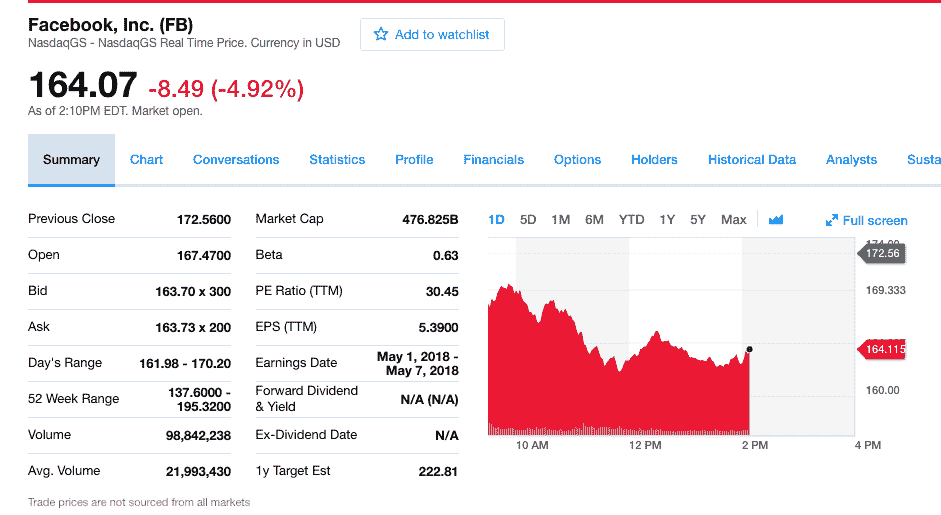 Facebook, Inc. (FB)
NasdaqGS - NasdaqGS Real Time Price. Currency in USD
Add to watchlist
164.07 -8.49 (-4.92%)
As of 2:10PM EDT. Market open.
Summary Chart Conversations Statistics Profile Financials Options Holders Historical Data Analysts Susta
Previous Close 172.5600
Open 167.4700
Bid 163.70 x 300
Ask 163.73 x 200
Day's Range 161.98 - 170.20
52 Week Range 137.6000 -
195.3200
Volume 98,842,238
Avg. Volume 21,993,430
Market Cap 476.825B
Beta 0.63
PE Ratio (TTM) 30.45
EPS (TTM) 5.3900
Earnings Date May 1, 2018 -
May 7, 2018
Forward Dividend
& Yield N/A (N/A)
Ex-Dividend Date N/A
1y Target Est 222.81
1D 5D 1M 6M YTD 1Y 5Y Max Full screen
174.00
172.56
169.333
164.115
160.00
10 AM 12 PM 2 PM 4 PM
Trade prices are not sourced from all markets